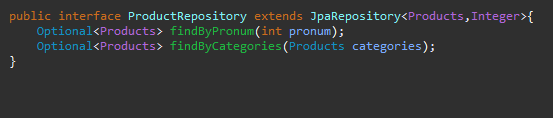 public interface ProductRepository extends JpaRepository<Products,Integer>{
Optional<Products> findByPronum(int pronum);
Optional<Products> findByCategories(Products categories);
}